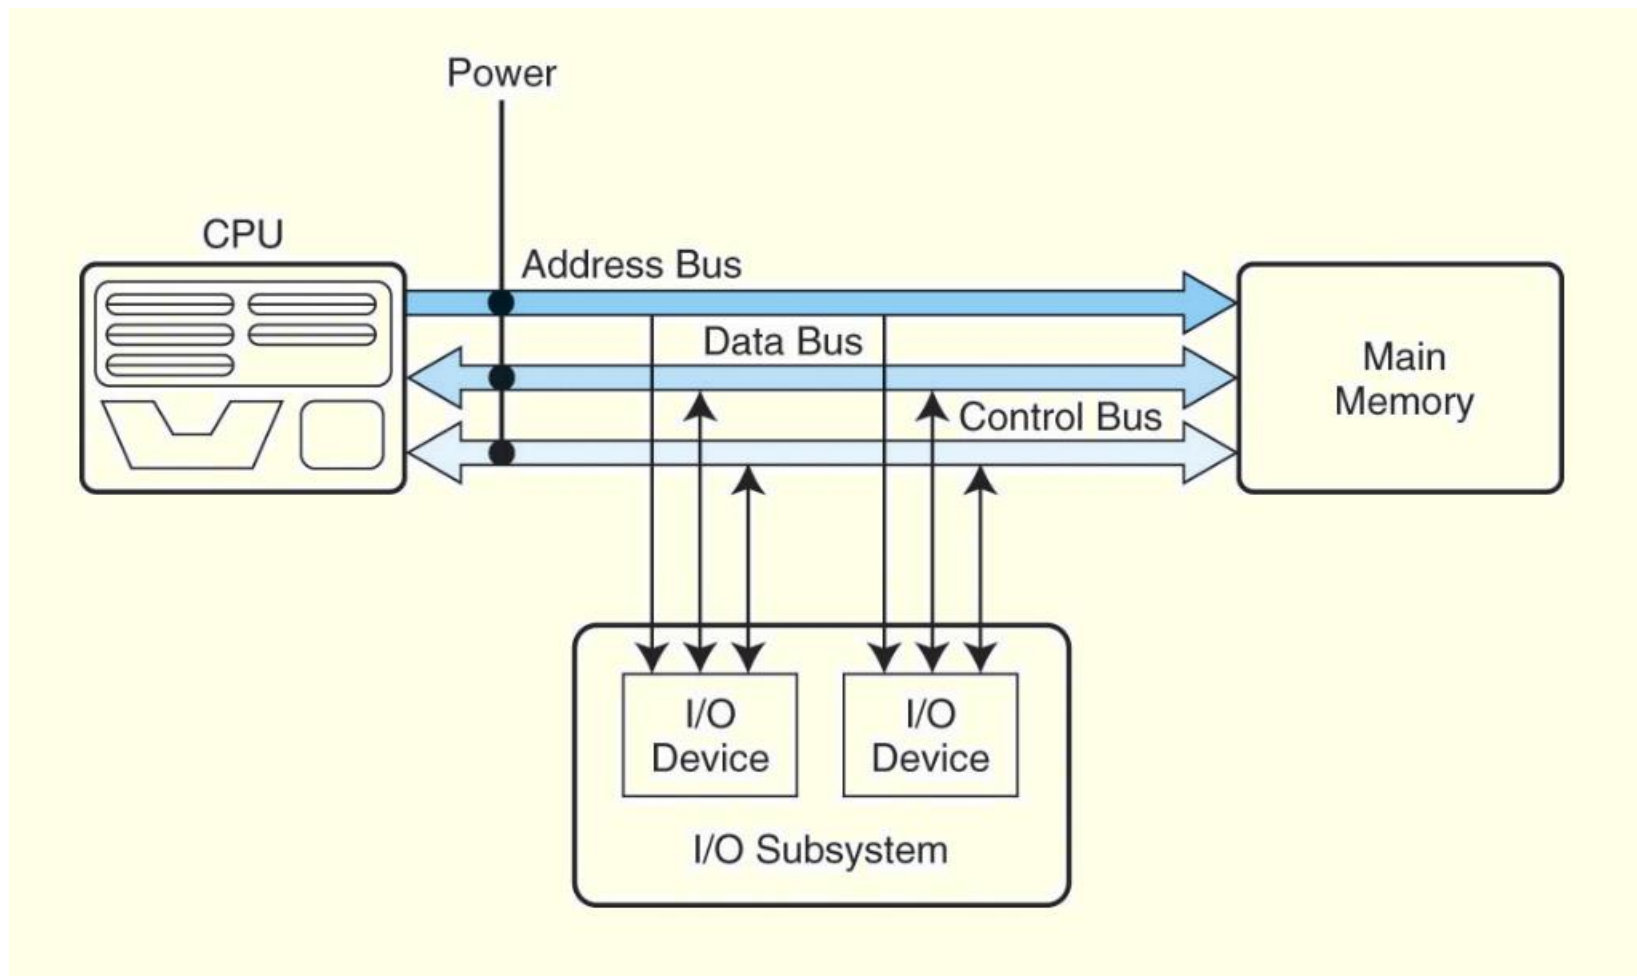 Power
CPU
Address Bus
Data Bus
Control Bus
Main
Memory
I/O
Device
I/O
Device
I/O Subsystem